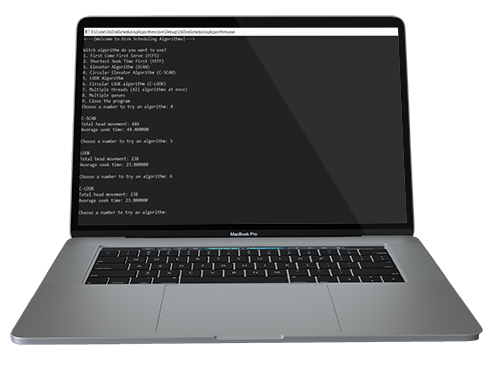 E:\Code\OsDiskSchedulingAlgorithms\bin\Debug\OsDiskSchedulingAlgorithms.exe
<---|Welcome to Disk Scheduling Algorithms|--->
Witch algorithm do you want to use?
1. First Come First Serve (FCFS)
2. Shortest Seek Time First (SSTF)
3. Elevator Algorithm (SCAN)
4. Circular Elevator Algorithm (C-SCAN)
5. LOOK Algorithm
6. Circular LOOK algorithm (C-LOOK)
7. Multiple threads (All algorithms at once)
8. Multiple queues
9. Close the program
Choose a number to try an algorithm: 4
C-SCAN
Total head movement: 444
Average seek time: 44.400000
Choose a number to try an algorithm: 5
LOOK
Total head movement: 238
Average seek time: 23.800000
Choose a number to try an algorithm: 6
C-LOOK
Total head movement: 238
Average seek time: 23.800000
Choose a number to try an algorithm:
MacBook Pro